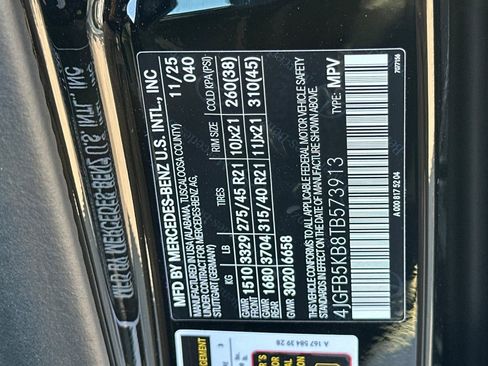 MFD BY MERCEDES-BENZ U.S. INTL., INC
MADE IN USA (ALABAMA, TUSCALOOSA COUNTY)
UNDER CONTRACT FOR MERCEDES-BENZ AG,
STUTTGART (GERMANY)
11/25
040
KG LB TIRES RIM SIZE COLD KPA (PSI)
GAWR FRONT 1510 3329 275/45 R21 10Jx21 260(38)
GAWR REAR 1680 3704 315/40 R21 11Jx21 310(45)
GVWR 3020 6658
THIS VEHICLE CONFORMS TO ALL APPLICABLE FEDERAL MOTOR VEHICLE SAFETY
STANDARDS IN EFFECT ON THE DATE OF MANUFACTURE SHOWN ABOVE.
4JGFB5KB8TB573913 TYPE: MPV
A 000 817 52 04
7077156
A 167 584 39 28